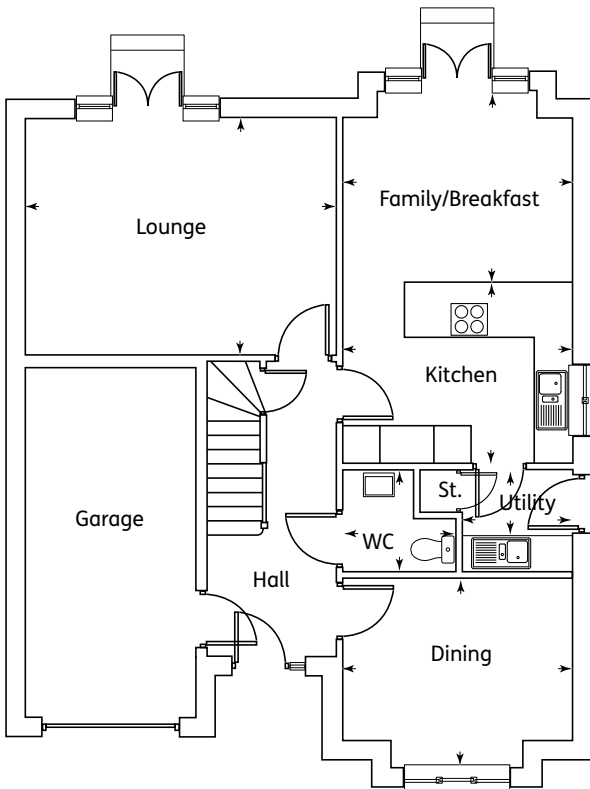 Family/Breakfast
Lounge
Kitchen
St.
Utility
Garage
WC
Hall
Dining